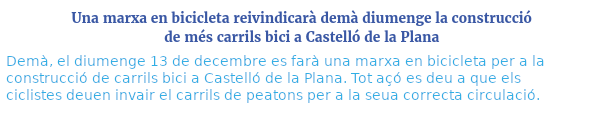 Una marxa en bicicleta reivindicarà demà diumenge la construcció
de més carrils bici a Castelló de la Plana
Demà, el diumenge 13 de decembre es farà una marxa en bicicleta per a la
construcció de carrils bici a Castelló de la Plana. Tot açó es deu a que els
ciclistes deuen invair el carrils de peatons per a la seua correcta circulació.